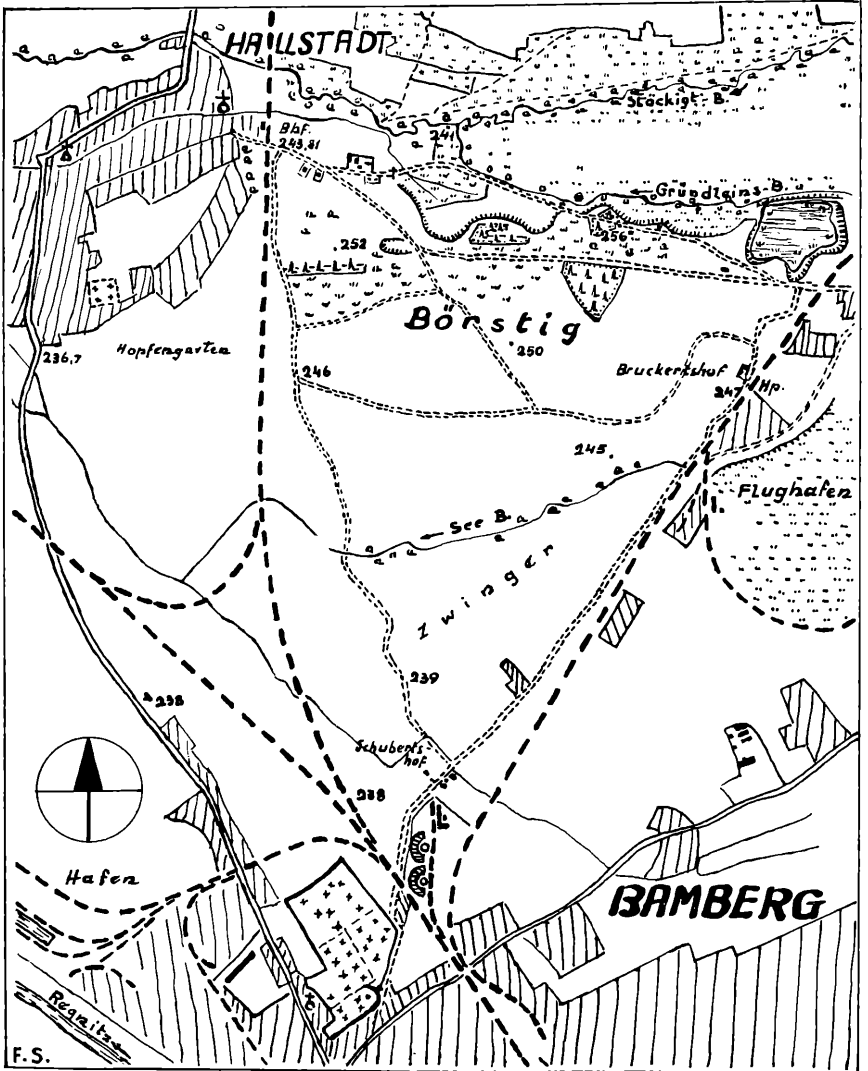 HALLSTADT
Stöckigt-B.
Bhf.
243,81
241
Gründleins-B.
252
256
Börstig
236,7
Hopfengarten
250
246
Bruckertshof
247 Hp.
245
Flughafen
See B.
Zwinger
239
238
Schuberts-
hof
238
Hafen
BAMBERG
Regnitz
F.S.